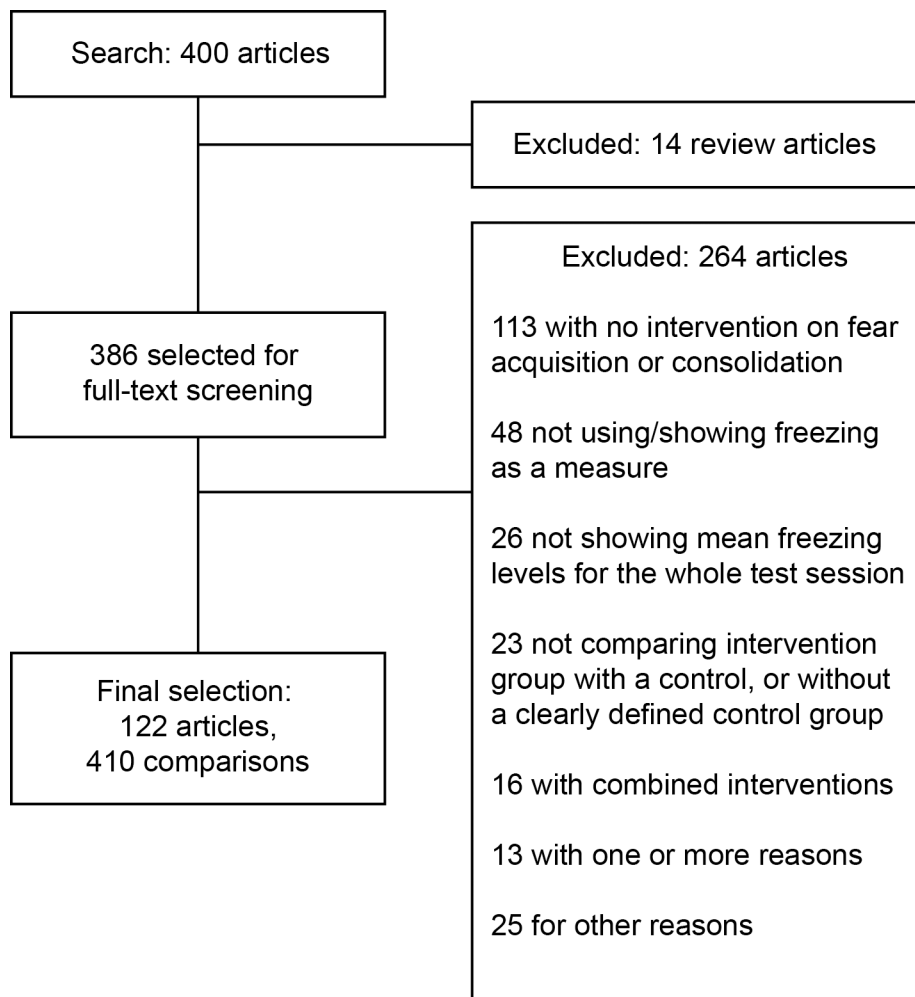 Search: 400 articles
Excluded: 14 review articles
Excluded: 264 articles
113 with no intervention on fear
acquisition or consolidation
386 selected for
full-text screening
48 not using/showing freezing
as a measure
26 not showing mean freezing
levels for the whole test session
23 not comparing intervention
group with a control, or without
a clearly defined control group
Final selection:
122 articles,
410 comparisons
16 with combined interventions
13 with one or more reasons
25 for other reasons